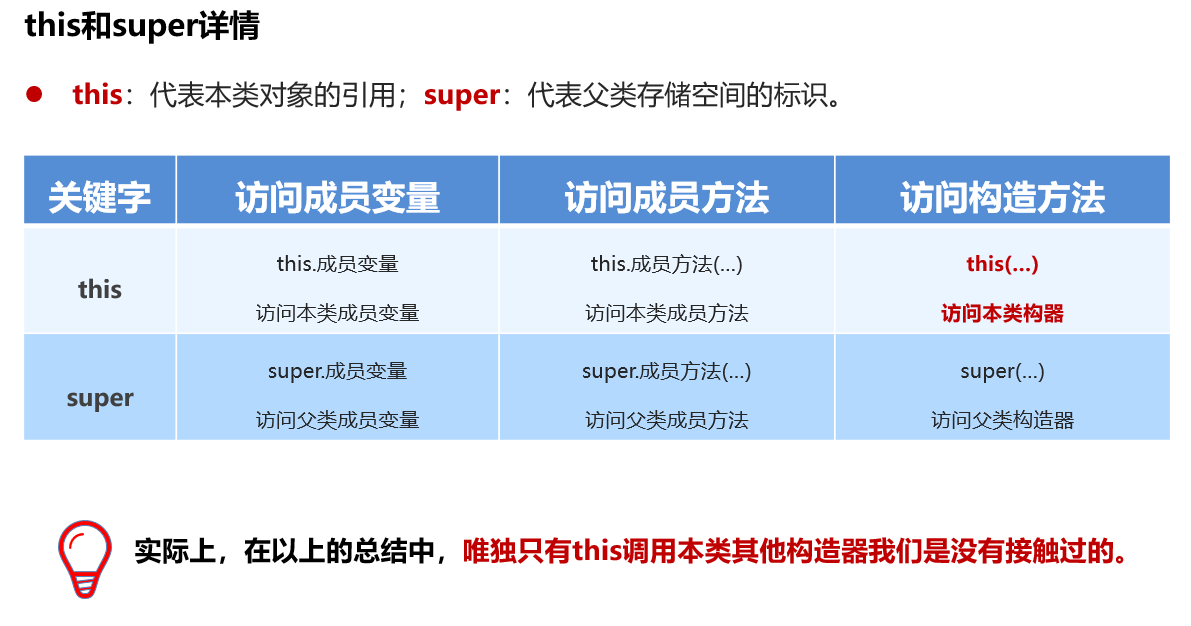 this和super详情
this：代表本类对象的引用；super：代表父类存储空间的标识。
关键字 访问成员变量 访问成员方法 访问构造方法
this
this.成员变量
访问本类成员变量
this.成员方法(...)
访问本类成员方法
this(...)
访问本类构器
super
super.成员变量
访问父类成员变量
super.成员方法(...)
访问父类成员方法
super(...)
访问父类构造器
实际上，在以上的总结中，唯独只有this调用本类其他构造器我们是没有接触过的。